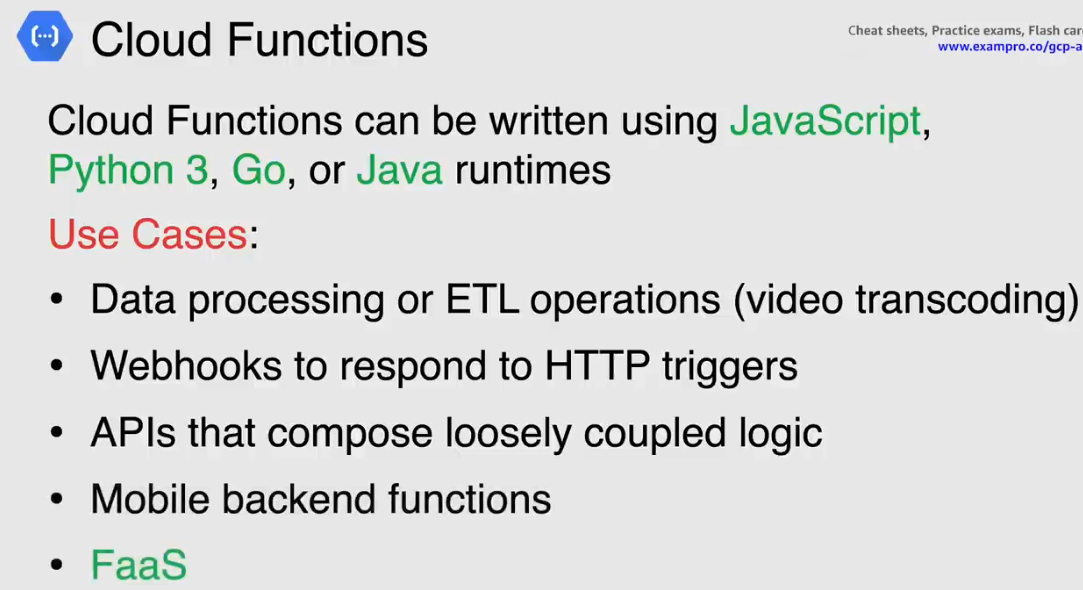 Cloud Functions
Cheat sheets, Practice exams, Flash car
www.exampro.co/gcp-a
Cloud Functions can be written using JavaScript,
Python 3, Go, or Java runtimes
Use Cases:
• Data processing or ETL operations (video transcoding)
• Webhooks to respond to HTTP triggers
• APIs that compose loosely coupled logic
• Mobile backend functions
• FaaS